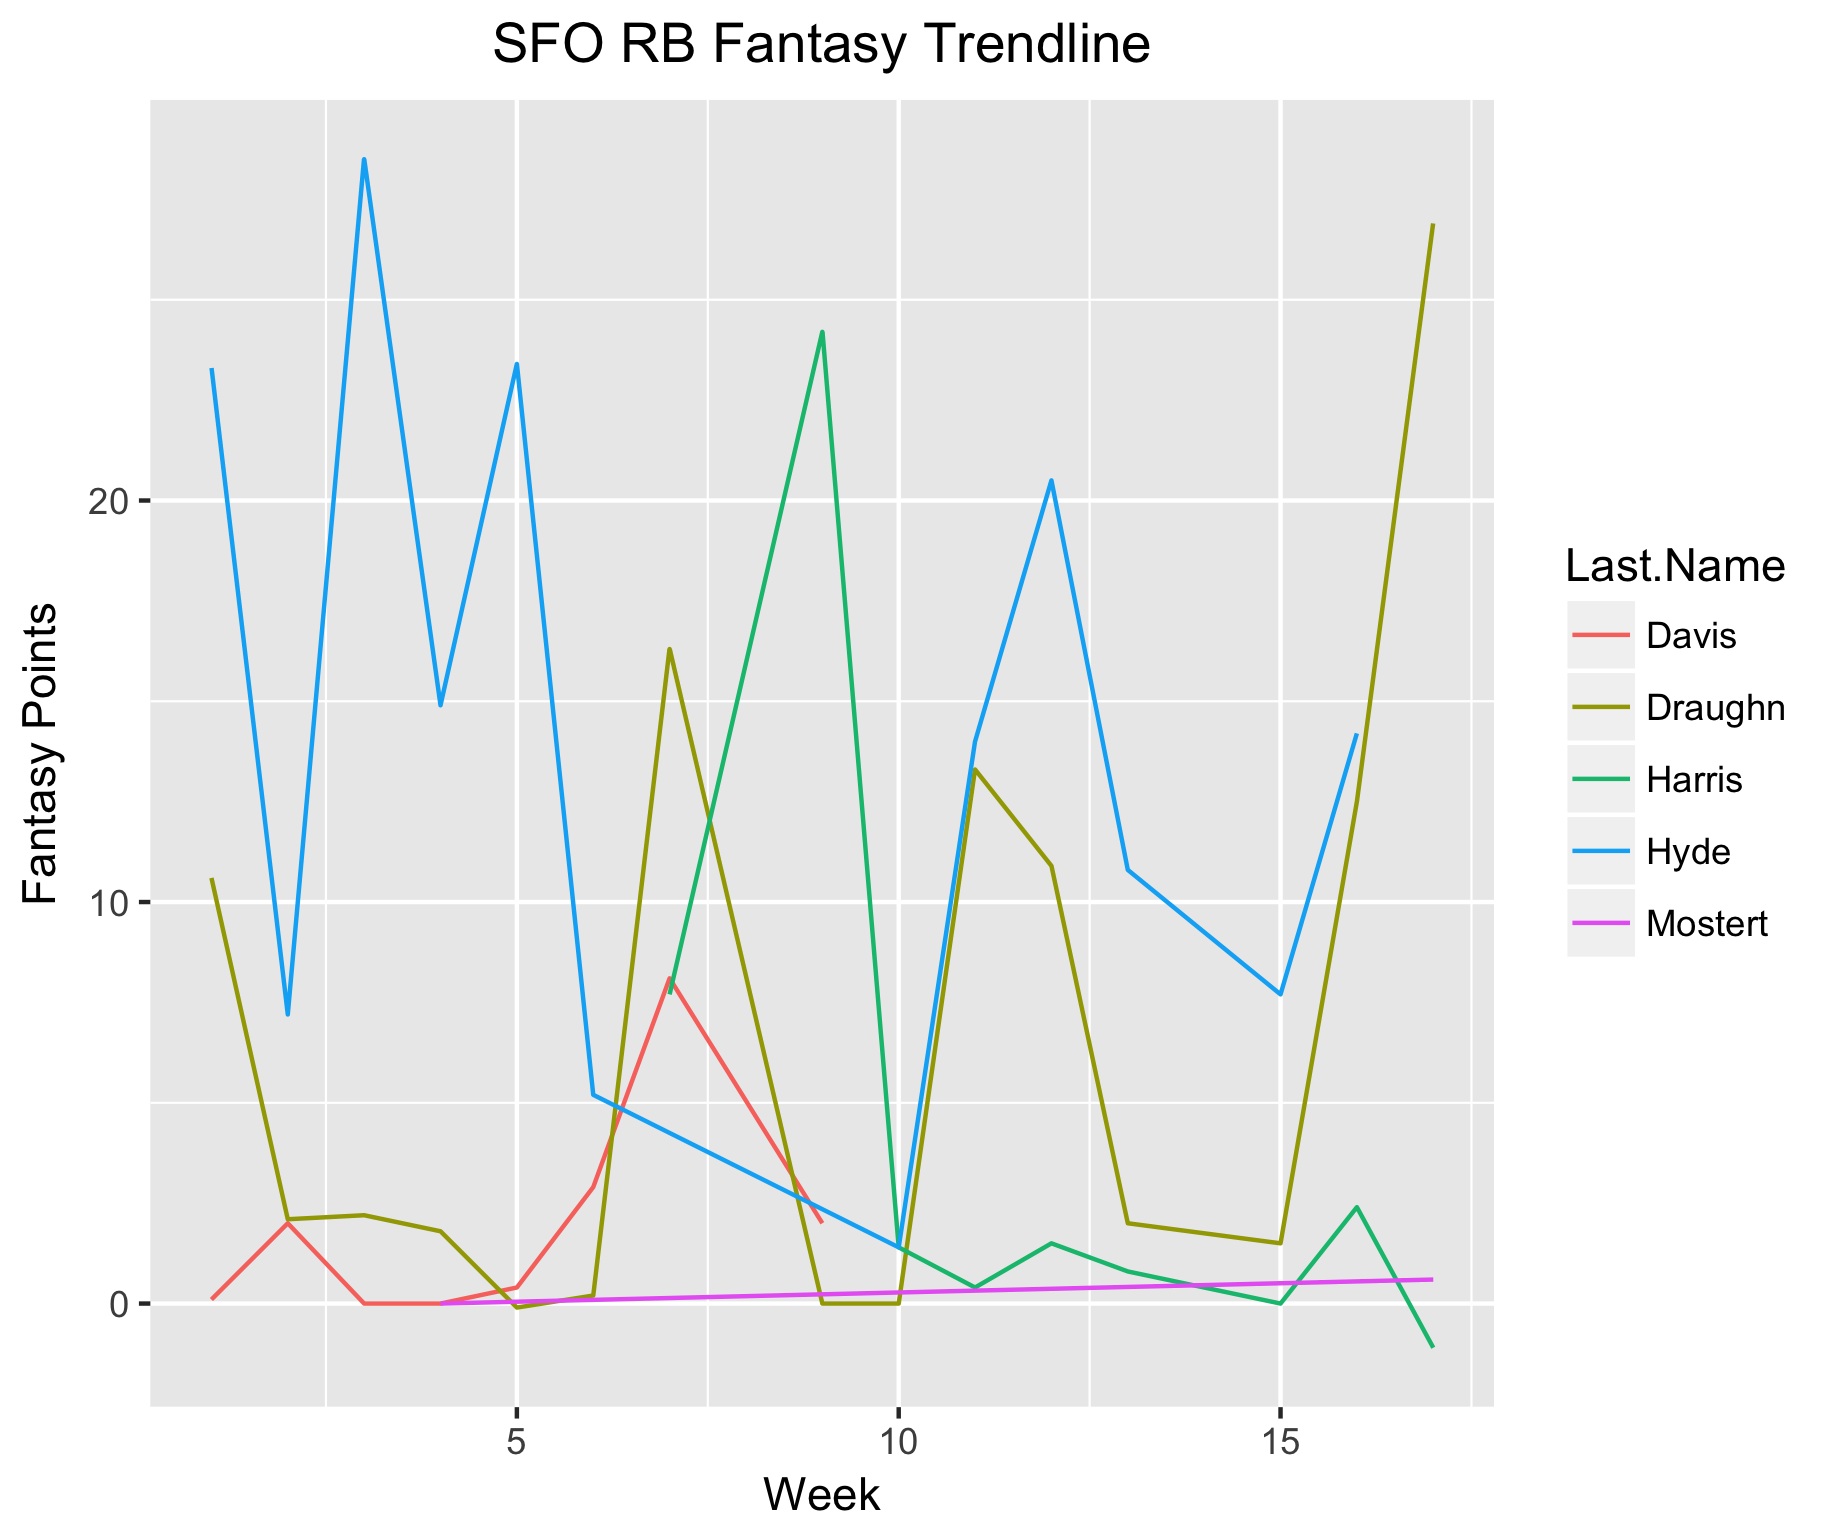 SFO RB Fantasy Trendline
Fantasy Points
20
10
0
5
10
15
Week
Last.Name
Davis
Draughn
Harris
Hyde
Mostert